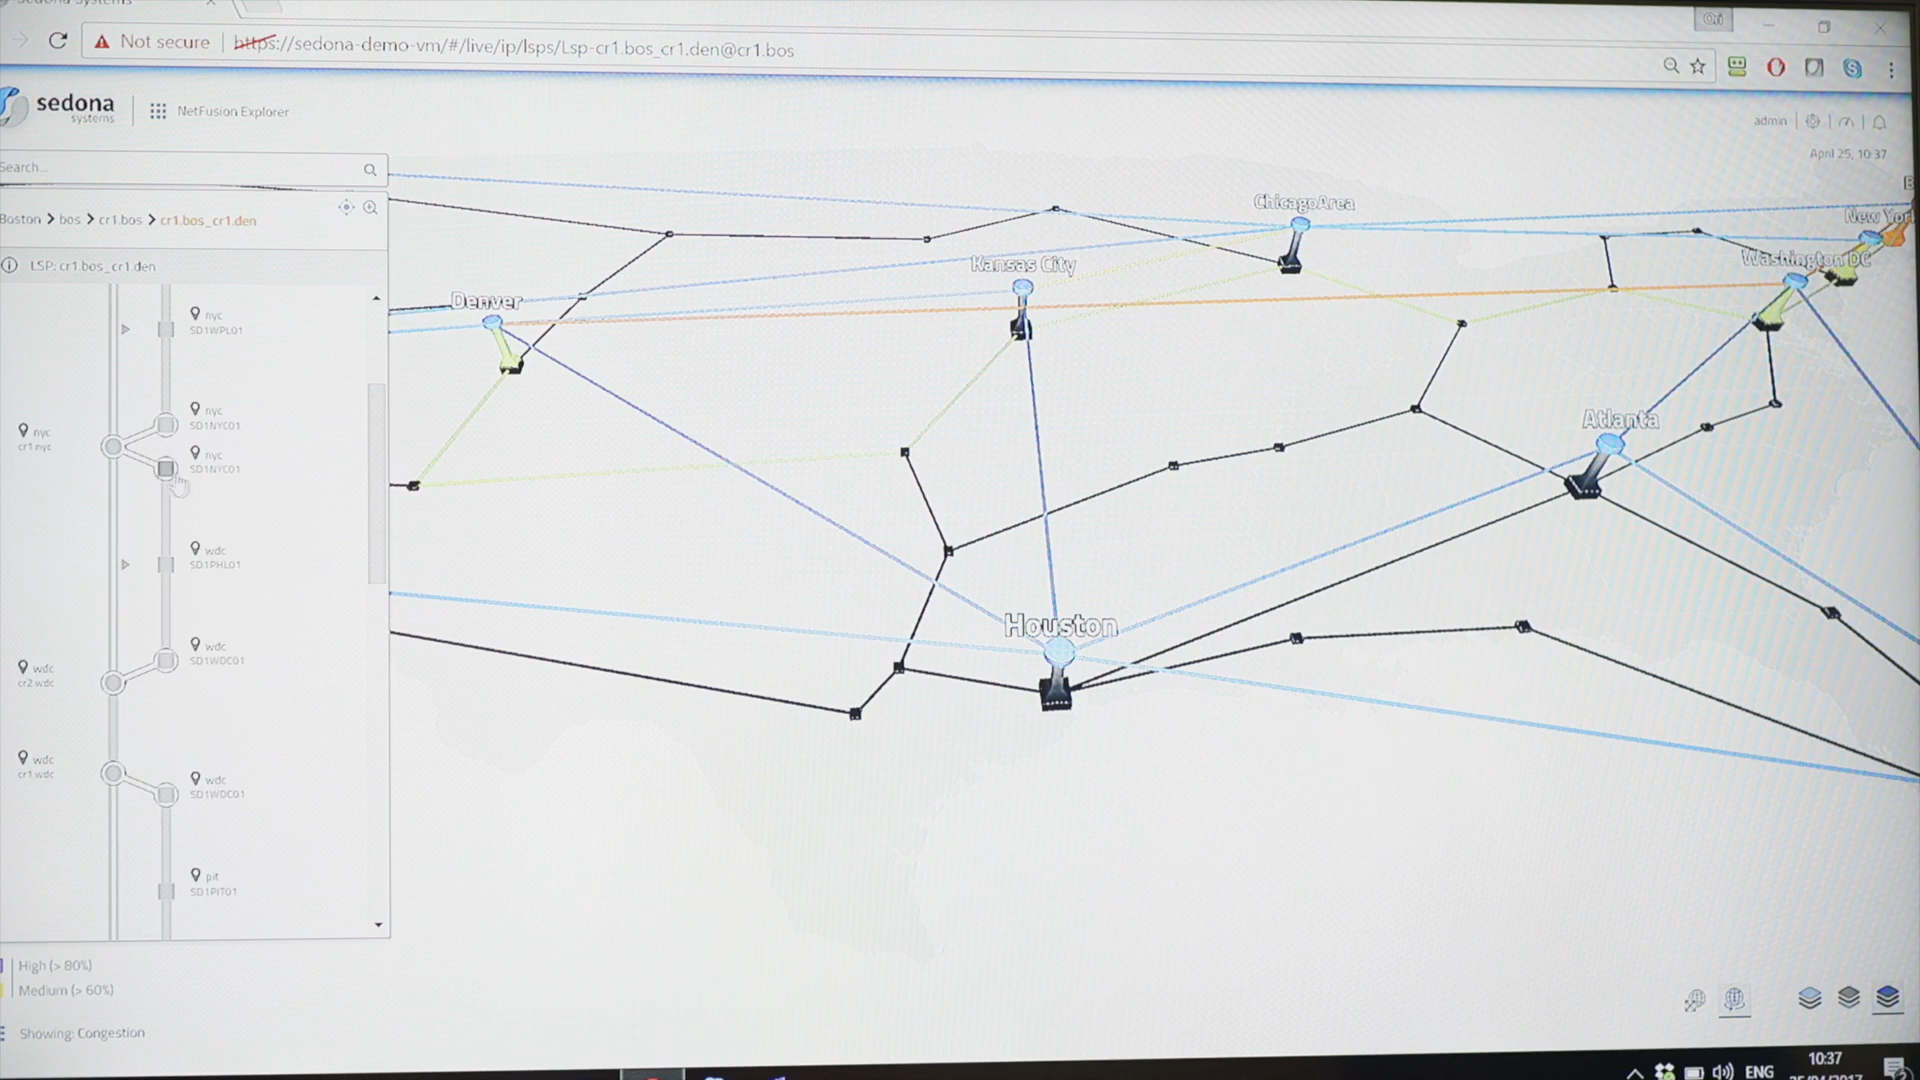 Not secure
https://sedona-demo-vm/#/live/ip/lsps/Lsp-cr1.bos_cr1.den@cr1.bos
sedona
systems
NetFusion Explorer
admin
April 25, 10:37
Search...
Boston > bos > cr1.bos > cr1.bos_cr1.den
LSP: cr1.bos_cr1.den
nyc
SD1WPL01
nyc
SD1NYC01
nyc
cr1.nyc
nyc
SD1NYC01
wdc
SD1PHL01
wdc
SD1WDC01
wdc
cr2.wdc
wdc
cr1.wdc
wdc
SD1WDC01
pit
SD1PIT01
Chicago Area
New York
Washington DC
Kansas City
Denver
Atlanta
Houston
High (> 80%)
Medium (> 60%)
Showing: Congestion
10:37
ENG